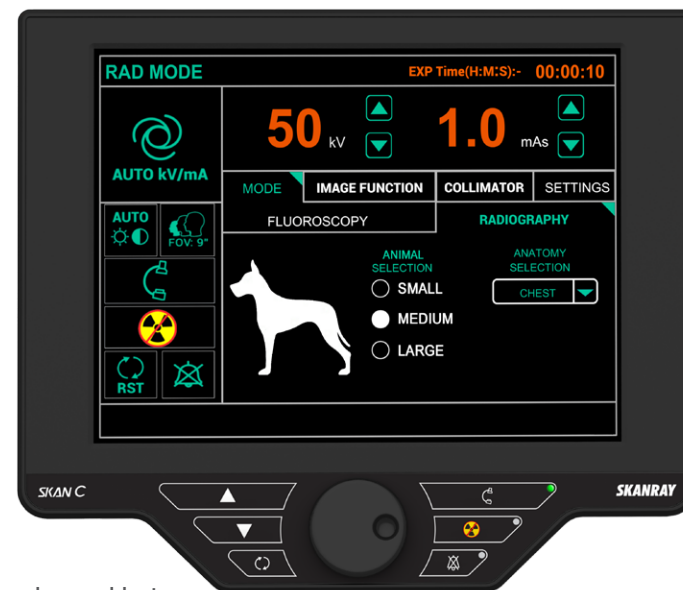 RAD MODE
EXP Time(H:M:S):- 00:00:10
AUTO kV/mA
50 kV
1.0 mAs
MODE IMAGE FUNCTION COLLIMATOR SETTINGS
FLUOROSCOPY RADIOGRAPHY
AUTO
FOV: 9"
RST
ANIMAL
SELECTION
SMALL
MEDIUM
LARGE
ANATOMY
SELECTION
CHEST
SKAN C
SKANRAY